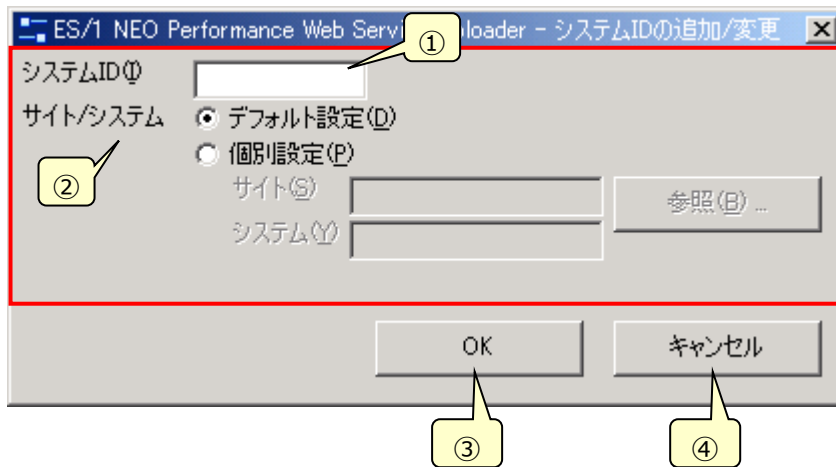 ES/1 NEO Performance Web Servi loader - システムIDの追加/変更
①
システムID(I)
サイト/システム
デフォルト設定(D)
②
個別設定(P)
サイト(S)
参照(B) ...
システム(Y)
OK
キャンセル
③
④